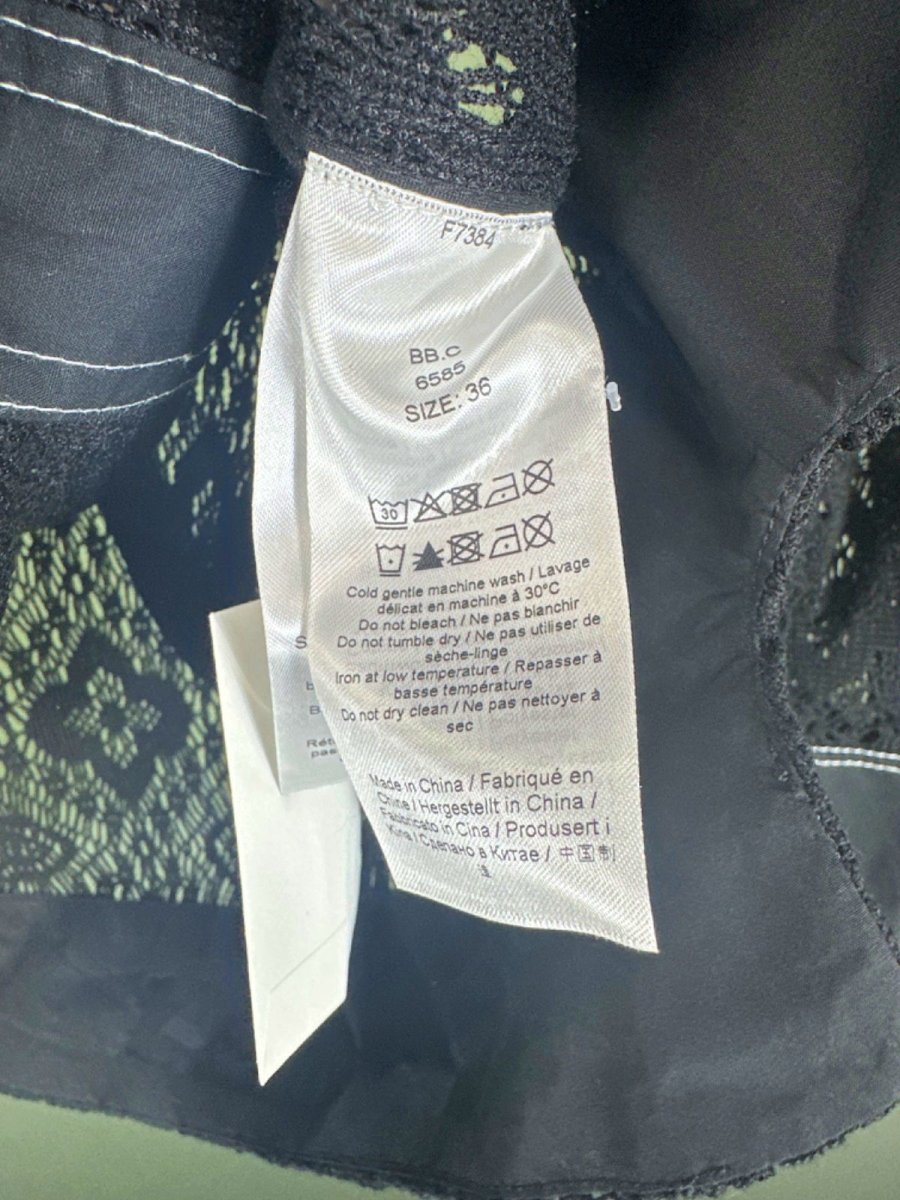 F7384
BB.C
6585
SIZE: 36
30
Cold gentle machine wash / Lavage
délicat en machine à 30°C
Do not bleach / Ne pas blanchir
Do not tumble dry / Ne pas utiliser de
sèche-linge
Iron at low temperature / Repasser à
basse température
Do not dry clean / Ne pas nettoyer à
sec
Made in China / Fabriqué en
Chine / Hergestellt in China /
Fabbricato in Cina / Produsert i
Kina / Сделано в Китае / 中国制
造
S
B
Rét
pas